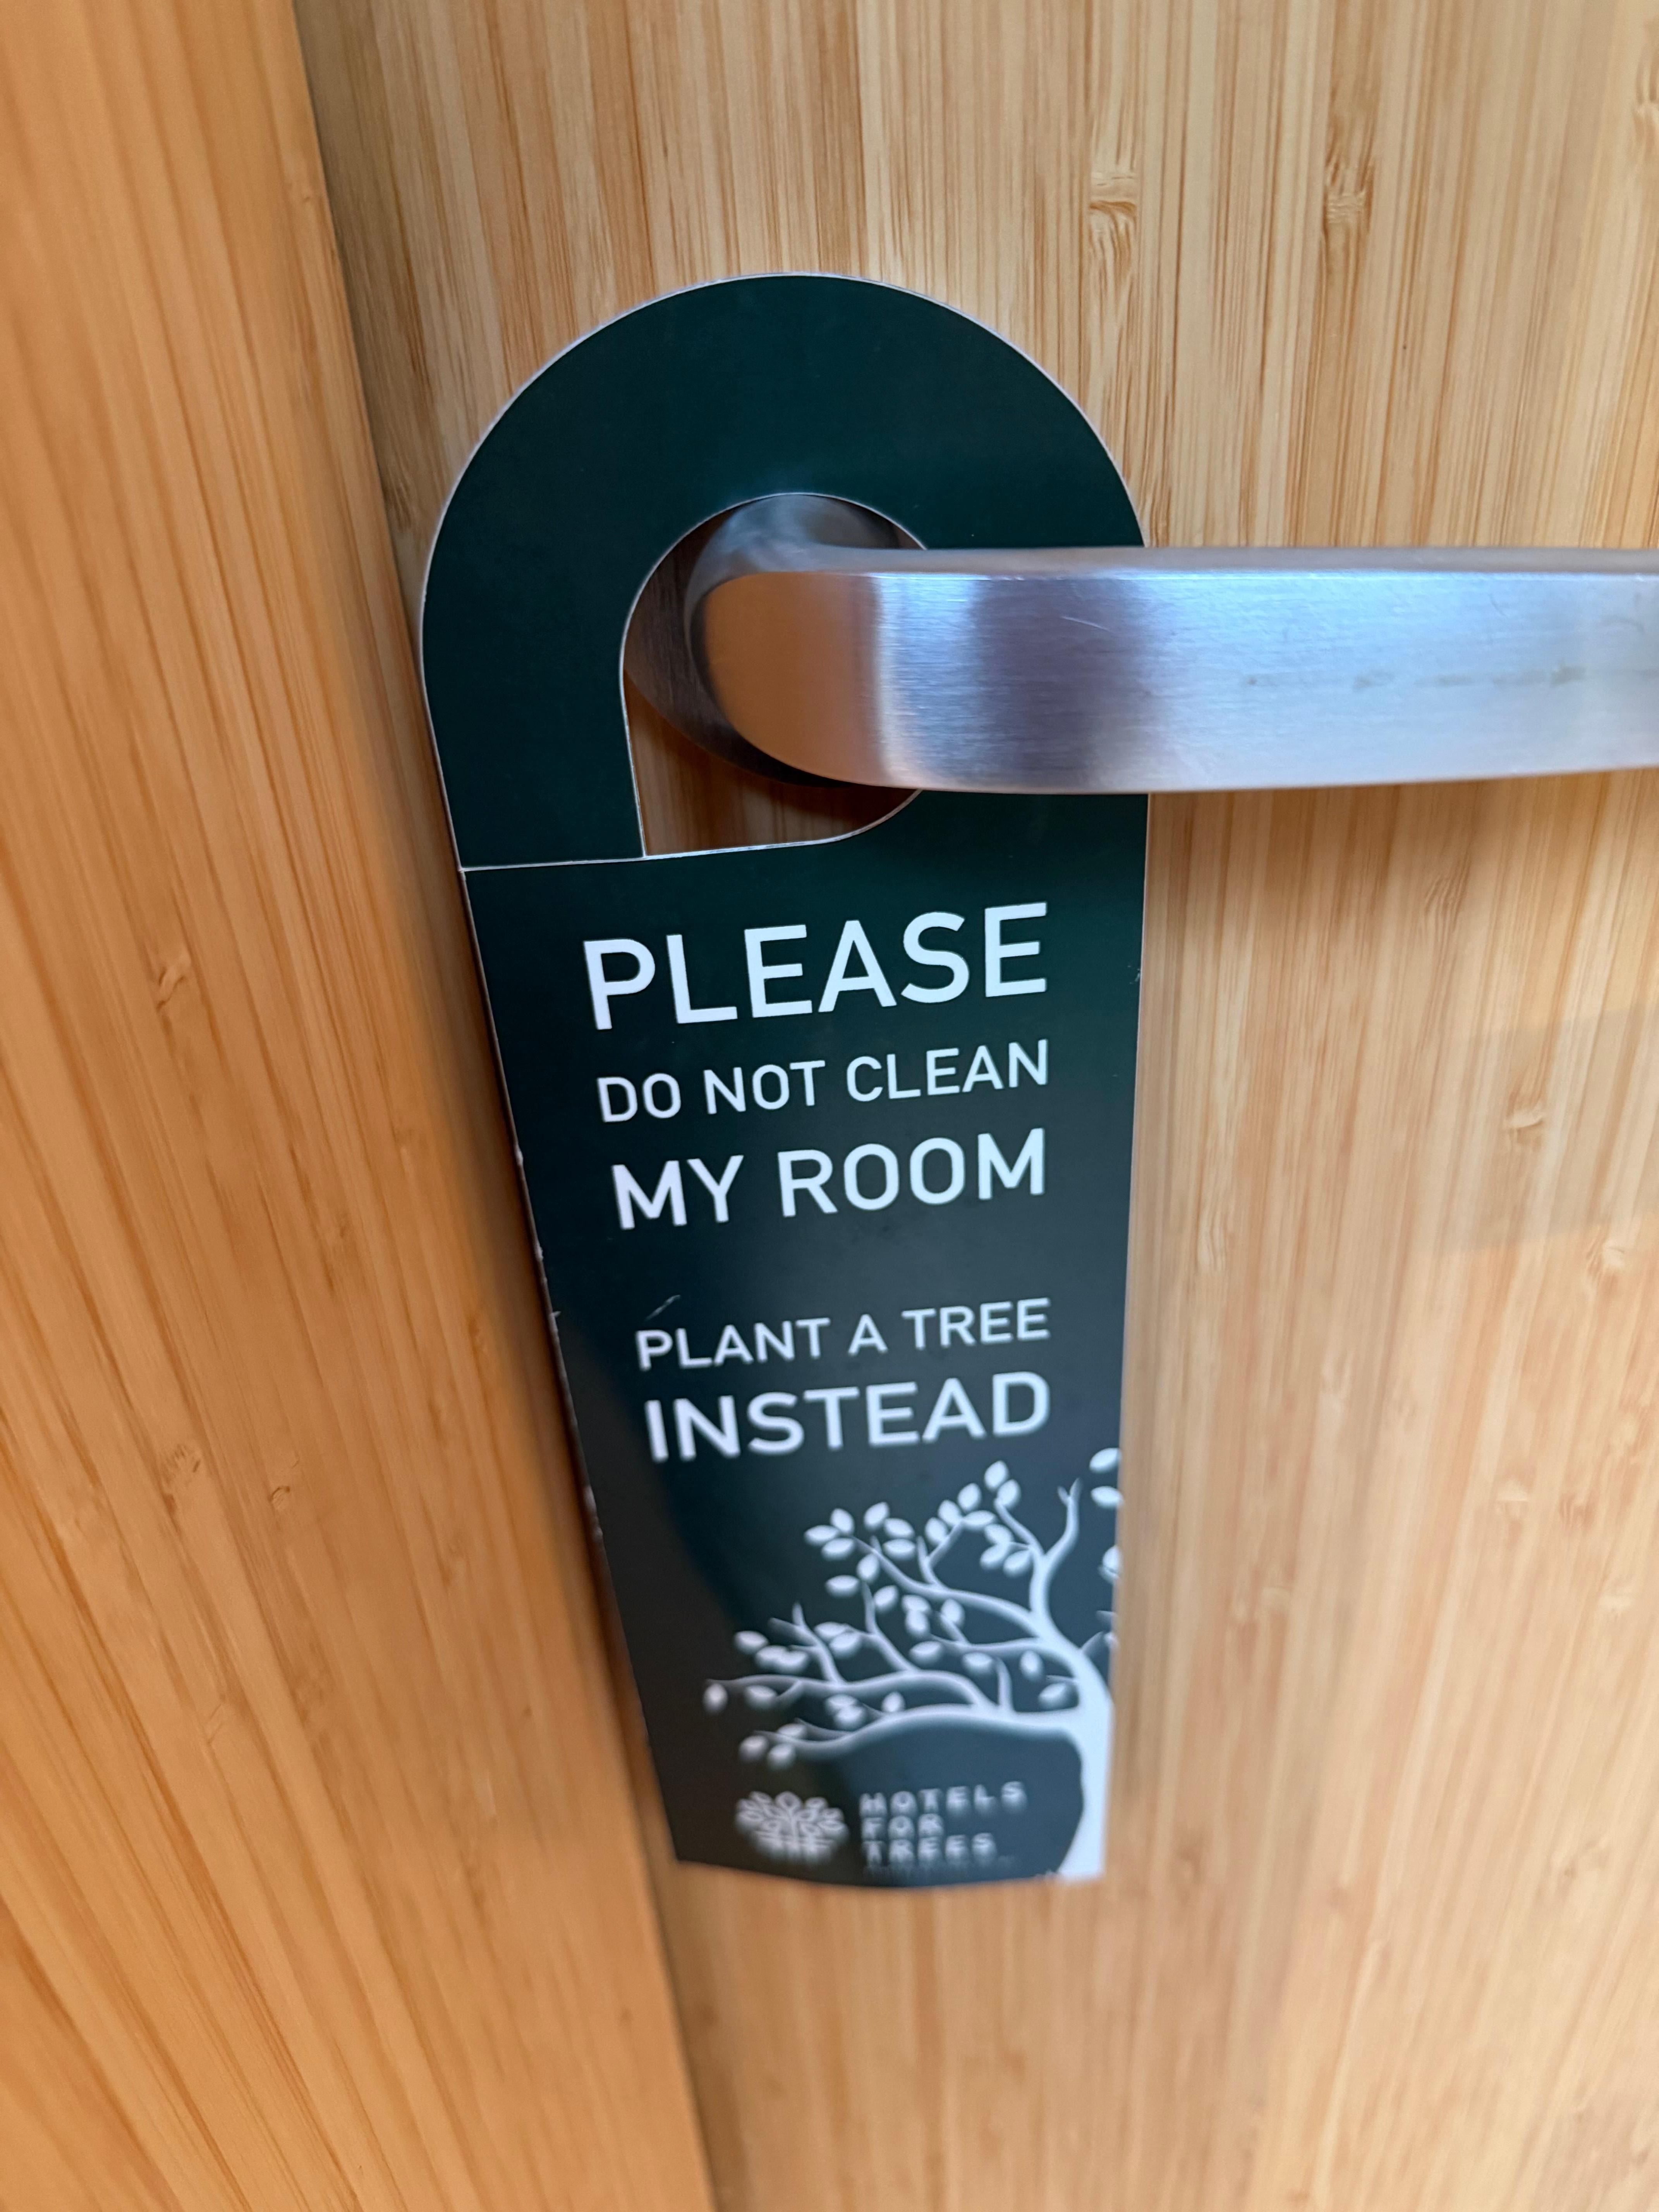 PLEASE
DO NOT CLEAN
MY ROOM
PLANT A TREE
INSTEAD
HOTELS
FOR
TREES